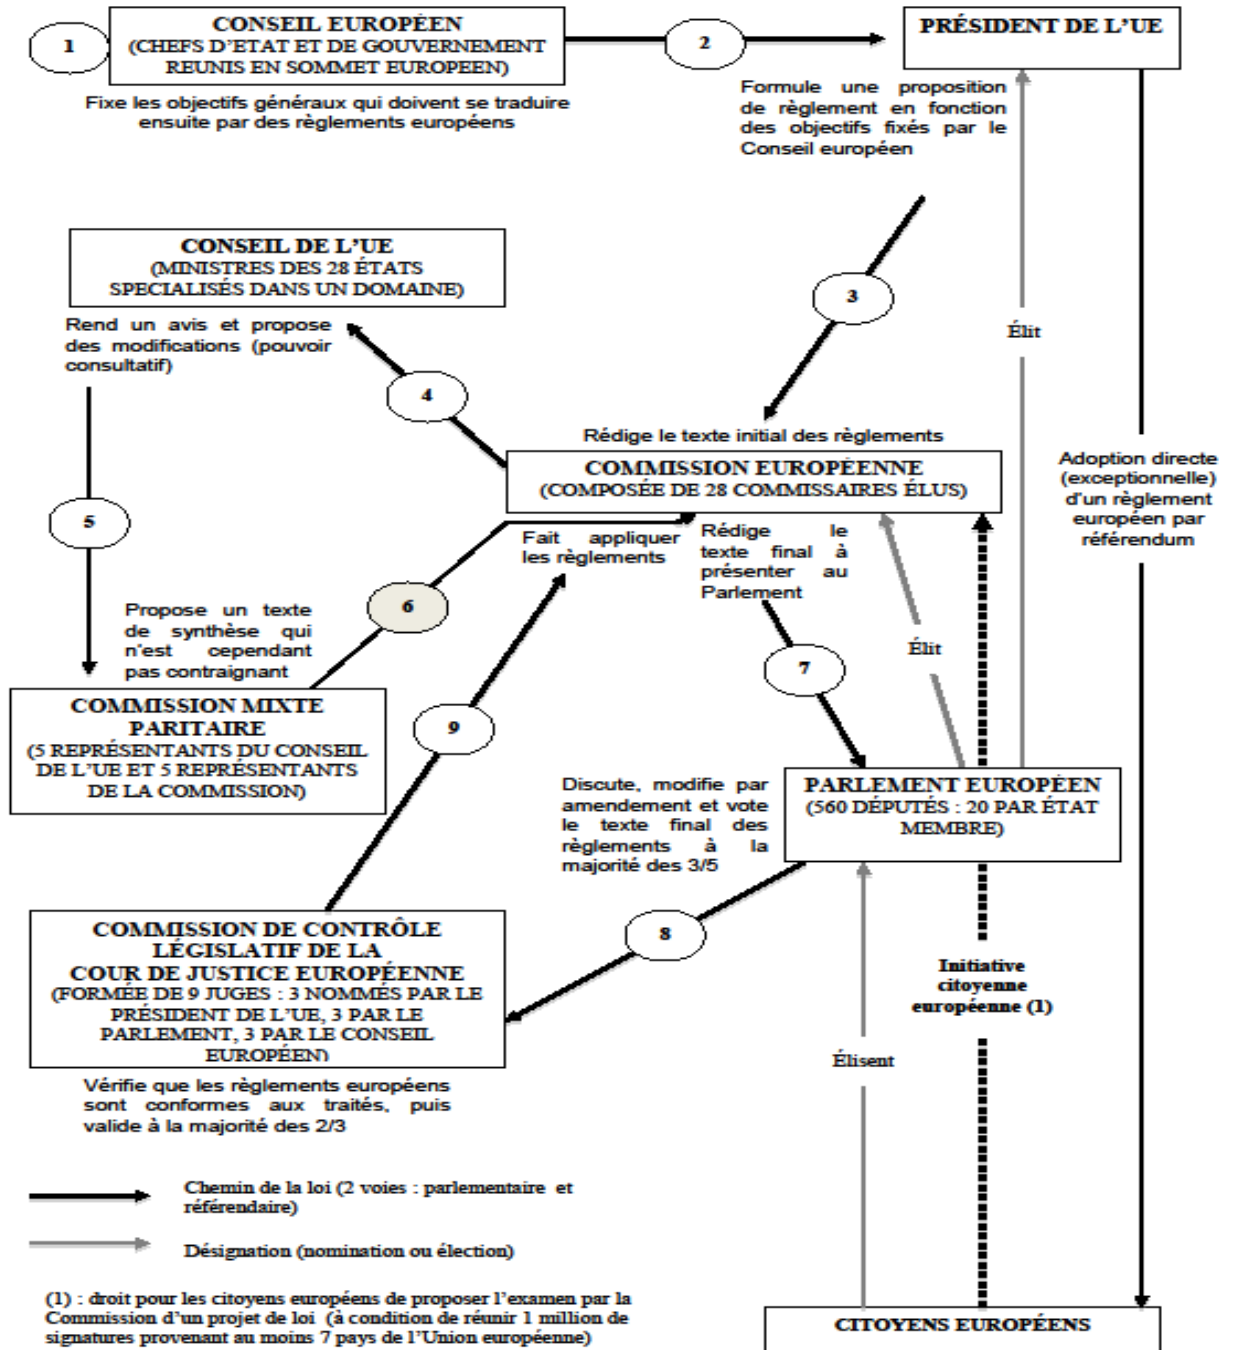 1
CONSEIL EUROPÉEN
(CHEFS D'ETAT ET DE GOUVERNEMENT
REUNIS EN SOMMET EUROPEEN)
2
PRÉSIDENT DE L'UE
Fixe les objectifs généraux qui doivent se traduire
ensuite par des règlements européens
Formule une proposition
de règlement en fonction
des objectifs fixés par le
Conseil européen
CONSEIL DE L'UE
(MINISTRES DES 28 ÉTATS
SPECIALISÉS DANS UN DOMAINE)
3
Rend un avis et propose
des modifications (pouvoir
consultatif)
Élit
4
Rédige le texte initial des règlements
COMMISSION EUROPÉENNE
(COMPOSÉE DE 28 COMMISSAIRES ÉLUS)
Adoption directe
(exceptionnelle)
d'un règlement
européen par
référendum
5
Fait appliquer
les règlements
Rédige le
texte final à
présenter au
Parlement
6
Propose un texte
de synthèse qui
n'est cependant
pas contraignant
Élit
7
COMMISSION MIXTE
PARITAIRE
(5 REPRÉSENTANTS DU CONSEIL
DE L'UE ET 5 REPRÉSENTANTS
DE LA COMMISSION)
9
Discute, modifie par
amendement et vote
le texte final des
règlements à la
majorité des 3/5
PARLEMENT EUROPÉEN
(560 DÉPUTÉS : 20 PAR ÉTAT
MEMBRE)
8
COMMISSION DE CONTRÔLE
LÉGISLATIF DE LA
COUR DE JUSTICE EUROPÉENNE
(FORMÉE DE 9 JUGES : 3 NOMMÉS PAR LE
PRÉSIDENT DE L'UE, 3 PAR LE
PARLEMENT, 3 PAR LE CONSEIL
EUROPÉEN)
Initiative
citoyenne
européenne (1)
Élisent
Vérifie que les règlements européens
sont conformes aux traités, puis
valide à la majorité des 2/3
Chemin de la loi (2 voies : parlementaire et
référendaire)
Désignation (nomination ou élection)
(1) : droit pour les citoyens européens de proposer l'examen par la
Commission d'un projet de loi (à condition de réunir 1 million de
signatures provenant au moins 7 pays de l'Union européenne)
CITOYENS EUROPÉENS